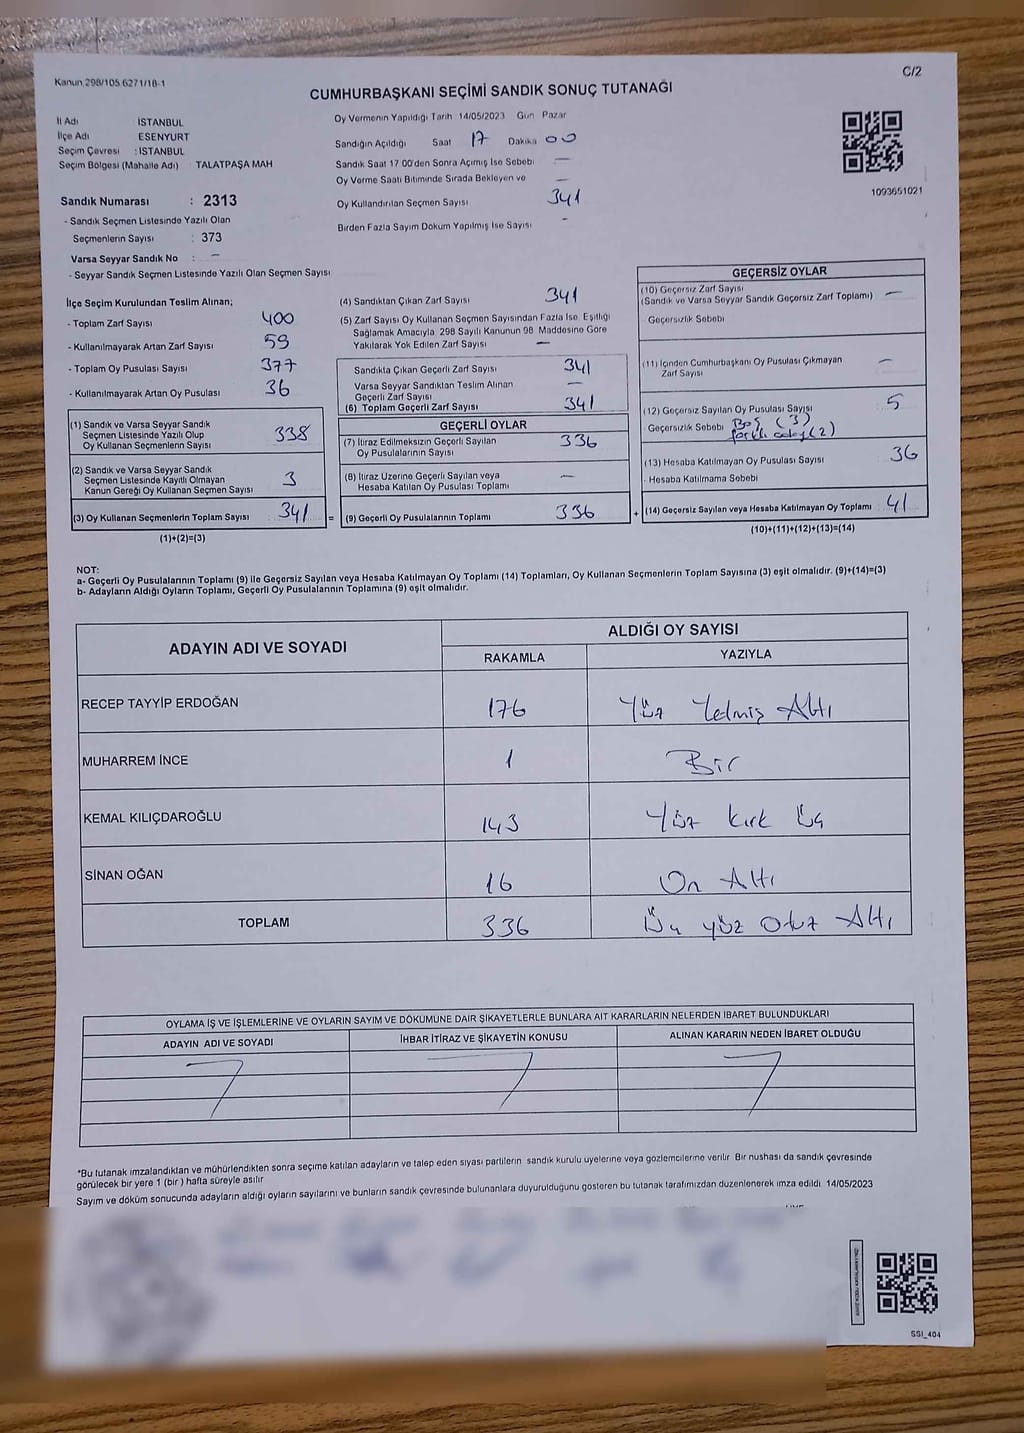 Kanun 298/105 6271/18-1
C/2
CUMHURBAŞKANI SEÇİMİ SANDIK SONUÇ TUTANAĞI
İl Adı İSTANBUL
İlçe Adı ESENYURT
Seçim Çevresi : İSTANBUL
Seçim Bölgesi (Mahalle Adı) : TALATPAŞA MAH
Sandık Numarası : 2313
- Sandık Seçmen Listesinde Yazılı Olan
Seçmenlerin Sayısı : 373
Varsa Seyyar Sandık No : –
- Seyyar Sandık Seçmen Listesinde Yazılı Olan Seçmen Sayısı
Oy Vermenin Yapıldığı Tarih 14/05/2023 Gün Pazar
Sandığın Açıldığı Saat 17 Dakika 00
Sandık Saat 17 00'den Sonra Açımış İse Sebebi —
Oy Verme Saati Bitiminde Sırada Bekleyen ve —
Oy Kullandırılan Seçmen Sayısı 341
Birden Fazla Sayım Döküm Yapılmış İse Sayısı -
1093651021
İlçe Seçim Kurulundan Teslim Alınan;
- Toplam Zarf Sayısı 400
- Kullanılmayarak Artan Zarf Sayısı 59
- Toplam Oy Pusulası Sayısı 377
- Kullanılmayarak Artan Oy Pusulası 36
(1) Sandık ve Varsa Seyyar Sandık
Seçmen Listesinde Yazılı Olup
Oy Kullanan Seçmenlerin Sayısı 338
(2) Sandık ve Varsa Seyyar Sandık
Seçmen Listesinde Kayıtlı Olmayan
Kanun Gereği Oy Kullanan Seçmen Sayısı 3
(3) Oy Kullanan Seçmenlerin Toplam Sayısı 341 =
(1)+(2)=(3)
(4) Sandıktan Çıkan Zarf Sayısı 341
(5) Zarf Sayısı Oy Kullanan Seçmen Sayısından Fazla İse Eşitliği
Sağlamak Amacıyla 298 Sayılı Kanunun 98 Maddesine Göre
Yakılarak Yok Edilen Zarf Sayısı —
Sandıkta Çıkan Geçerli Zarf Sayısı 341
Varsa Seyyar Sandıktan Teslim Alınan
Geçerli Zarf Sayısı —
(6) Toplam Geçerli Zarf Sayısı 341
GEÇERLİ OYLAR
(7) İtiraz Edilmeksizin Geçerli Sayılan
Oy Pusulalarının Sayısı 336
(8) İtiraz Üzerine Geçerli Sayılan veya
Hesaba Katılan Oy Pusulası Toplamı —
(9) Geçerli Oy Pusulalarının Toplamı 336 +
GEÇERSİZ OYLAR
(10) Geçersiz Zarf Sayısı
(Sandık ve Varsa Seyyar Sandık Geçersiz Zarf Toplamı) —
- Geçersizlik Sebebi
(11) İçinden Cumhurbaşkanı Oy Pusulası Çıkmayan
Zarf Sayısı —
(12) Geçersiz Sayılan Oy Pusulası Sayısı 5
- Geçersizlik Sebebi Boş (3)
farklı aday (2)
(13) Hesaba Katılmayan Oy Pusulası Sayısı 36
- Hesaba Katılmama Sebebi
(14) Geçersiz Sayılan veya Hesaba Katılmayan Oy Toplamı 41
(10)+(11)+(12)+(13)=(14)
NOT:
a- Geçerli Oy Pusulalarının Toplamı (9) ile Geçersiz Sayılan veya Hesaba Katılmayan Oy Toplamı (14) Toplamları, Oy Kullanan Seçmenlerin Toplam Sayısına (3) eşit olmalıdır. (9)+(14)=(3)
b- Adayların Aldığı Oyların Toplamı, Geçerli Oy Pusulalarının Toplamına (9) eşit olmalıdır.
ADAYIN ADI VE SOYADI ALDIĞI OY SAYISI
RAKAMLA YAZIYLA
RECEP TAYYİP ERDOĞAN 176 Yüz Yetmiş Altı
MUHARREM İNCE 1 Bir
KEMAL KILIÇDAROĞLU 143 Yüz Kırk Üç
SİNAN OĞAN 16 On Altı
TOPLAM 336 Üç yüz Otuz Altı
OYLAMA İŞ VE İŞLEMLERİNE VE OYLARIN SAYIM VE DÖKÜMÜNE DAİR ŞİKAYETLERLE BUNLARA AİT KARARLARIN NELERDEN İBARET BULUNDUKLARI
ADAYIN ADI VE SOYADI İHBAR İTİRAZ VE ŞİKAYETİN KONUSU ALINAN KARARIN NEDEN İBARET OLDUĞU
*Bu tutanak imzalandıktan ve mühürlendikten sonra seçime katılan adayların ve talep eden siyası partilerin sandık kurulu üyelerine veya gözlemcilerine verilir Bir nushası da sandık çevresinde
görülecek bir yere 1 (bir) hafta süreyle asılır
Sayım ve döküm sonucunda adayların aldığı oyların sayılarını ve bunların sandık çevresinde bulunanlara duyurulduğunu gösteren bu tutanak tarafımızdan düzenlenerek imza edildi 14/05/2023
SSI_404